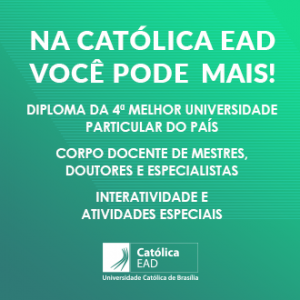 NA CATÓLICA EAD
VOCÊ PODE MAIS!
DIPLOMA DA 4ª MELHOR UNIVERSIDADE
PARTICULAR DO PAÍS
CORPO DOCENTE DE MESTRES,
DOUTORES E ESPECIALISTAS
INTERATIVIDADE E
ATIVIDADES ESPECIAIS
Católica
EAD
Universidade Católica de Brasília